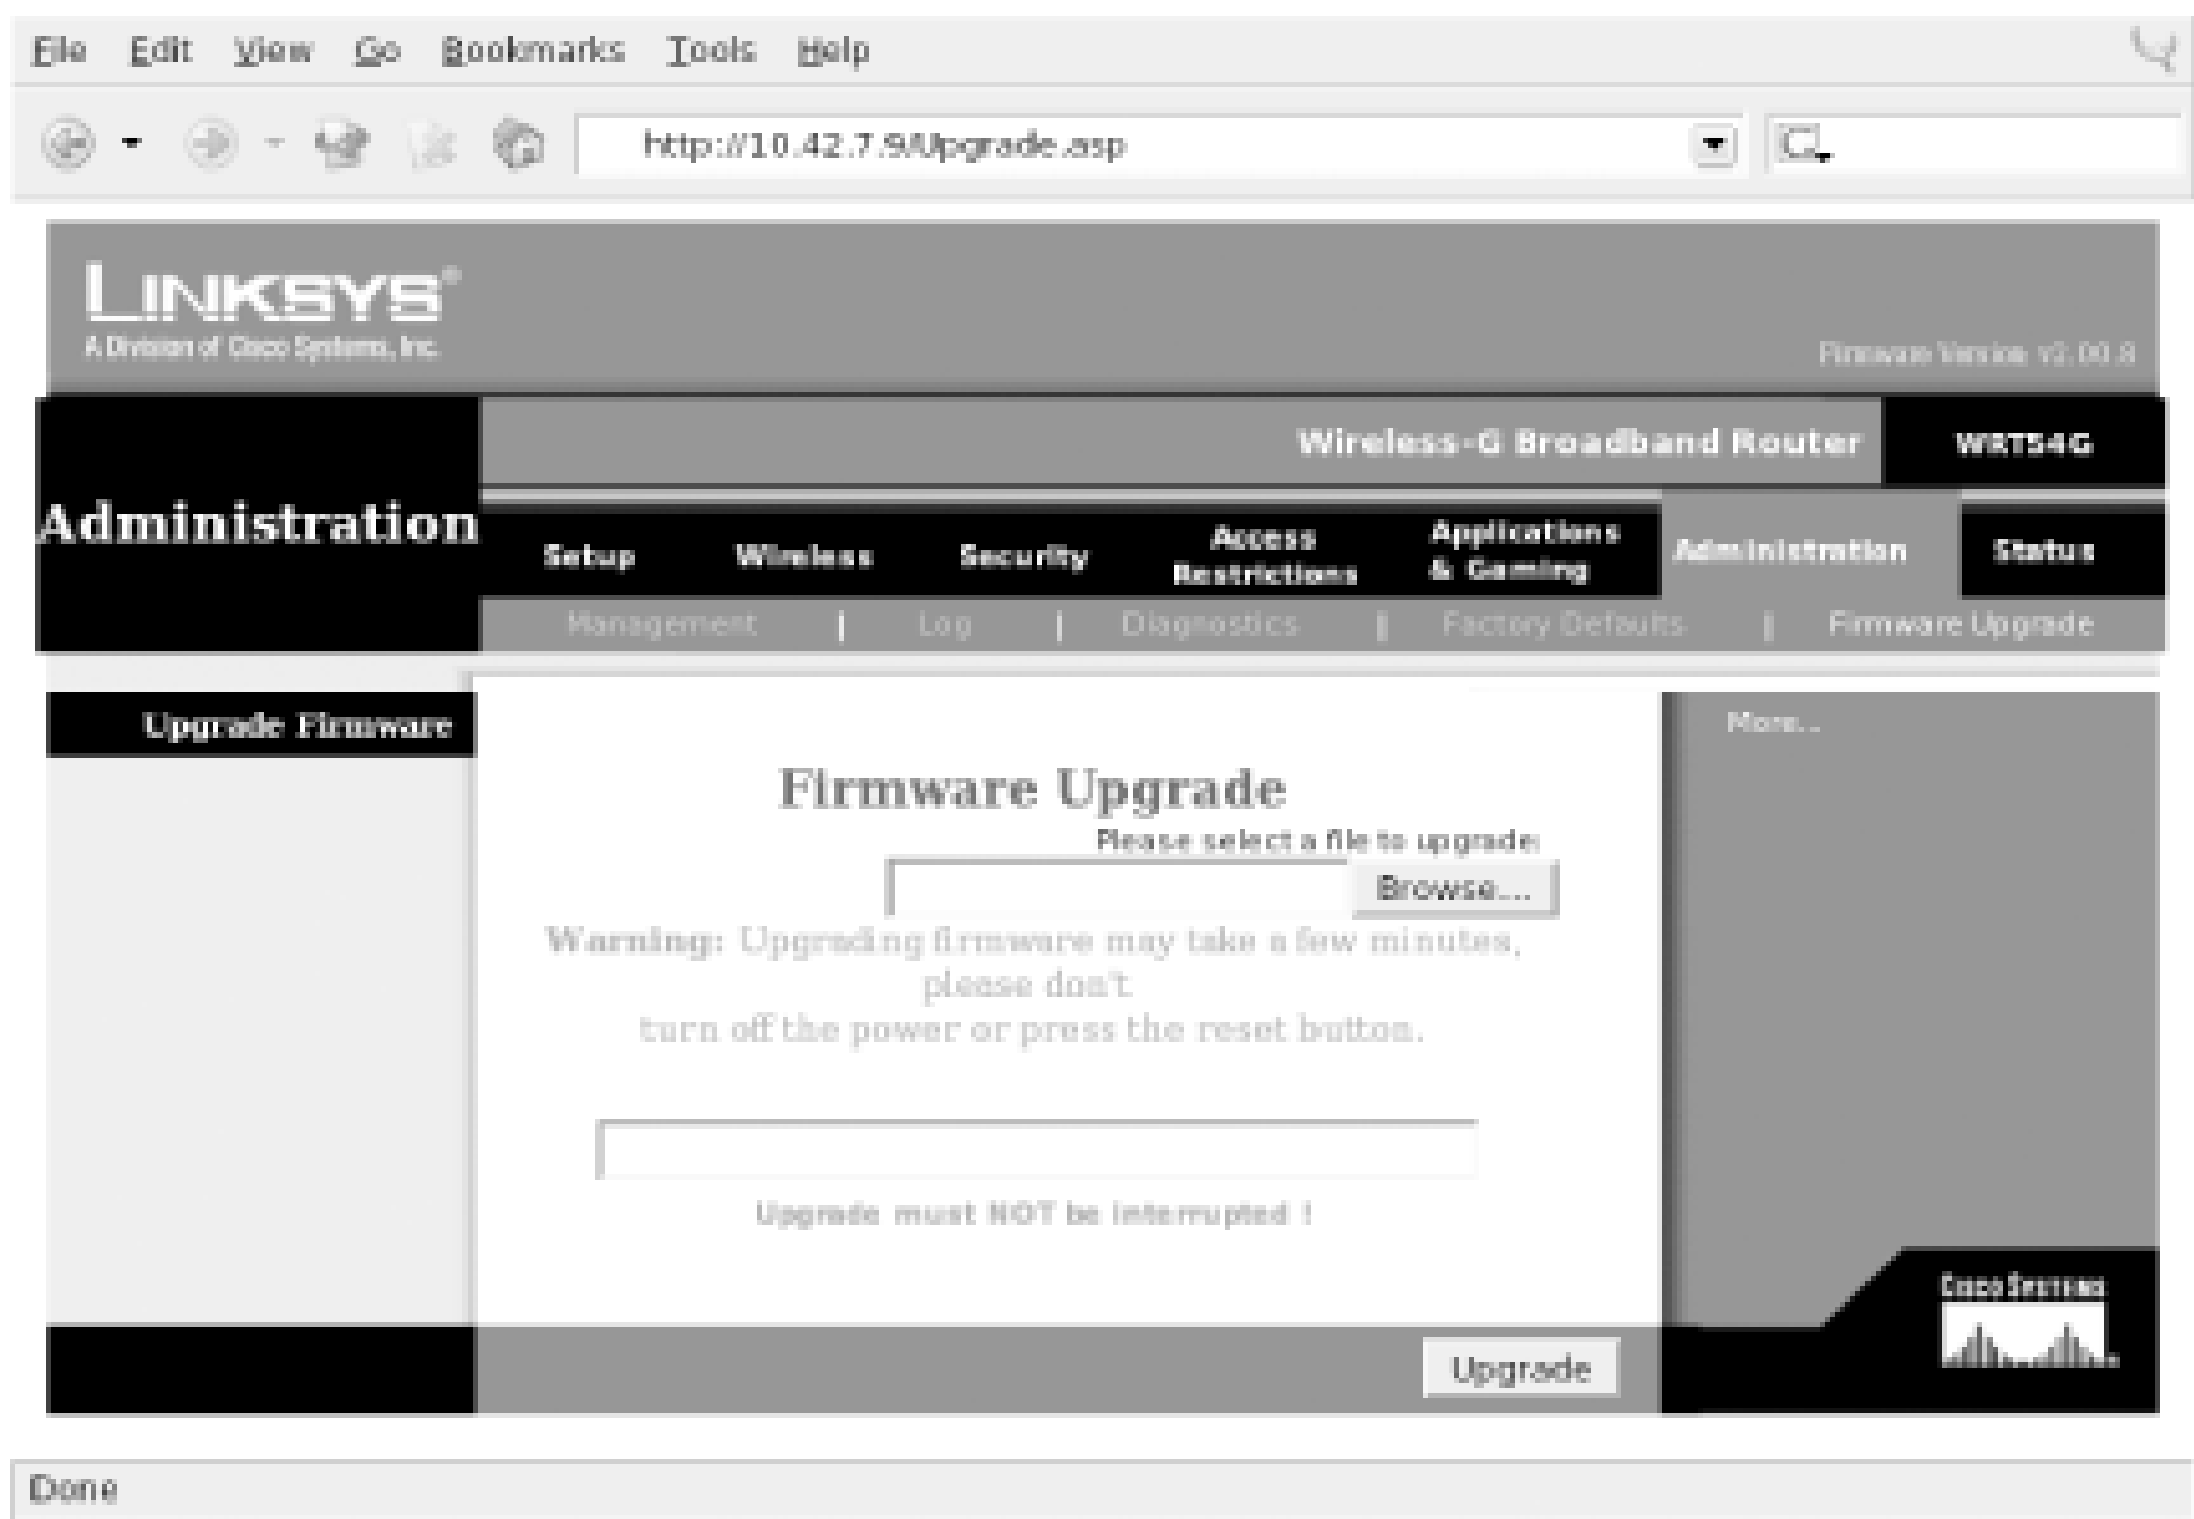 File Edit View Go Bookmarks Tools Help
http://10.42.7.9/Upgrade.asp
LINKSYS®
A Division of Cisco Systems, Inc.
Firmware Version v2.00.8
Wireless-G Broadband Router WRT54G
Administration
Setup Wireless Security Access Restrictions Applications & Gaming Administration Status
Management | Log | Diagnostics | Factory Defaults | Firmware Upgrade
Upgrade Firmware
More...
Firmware Upgrade
Please select a file to upgrade:
Browse...
Warning: Upgrading firmware may take a few minutes,
please don't
turn off the power or press the reset button.
Upgrade must NOT be interrupted !
CISCO SYSTEMS
Upgrade
Done